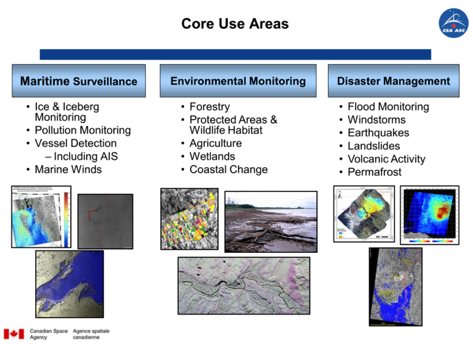 Core Use Areas
CSA ASC
Maritime Surveillance
• Ice & Iceberg
Monitoring
• Pollution Monitoring
• Vessel Detection
– Including AIS
• Marine Winds
Environmental Monitoring
• Forestry
• Protected Areas &
Wildlife Habitat
• Agriculture
• Wetlands
• Coastal Change
Disaster Management
• Flood Monitoring
• Windstorms
• Earthquakes
• Landslides
• Volcanic Activity
• Permafrost
Canadian Space Agence spatiale
Agency canadienne